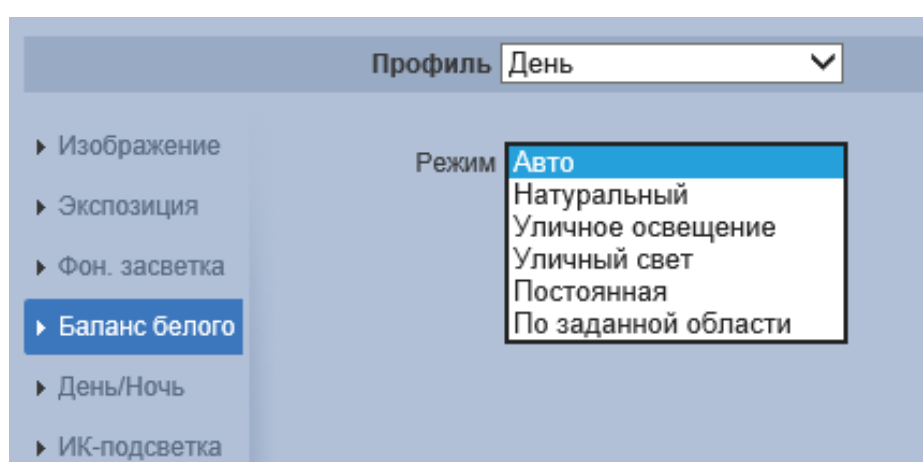 Профиль День
Изображение
Режим Авто
Натуральный
Экспозиция
Уличное освещение
Фон. засветка
Уличный свет
Постоянная
Баланс белого
По заданной области
День/Ночь
ИК-подсветка